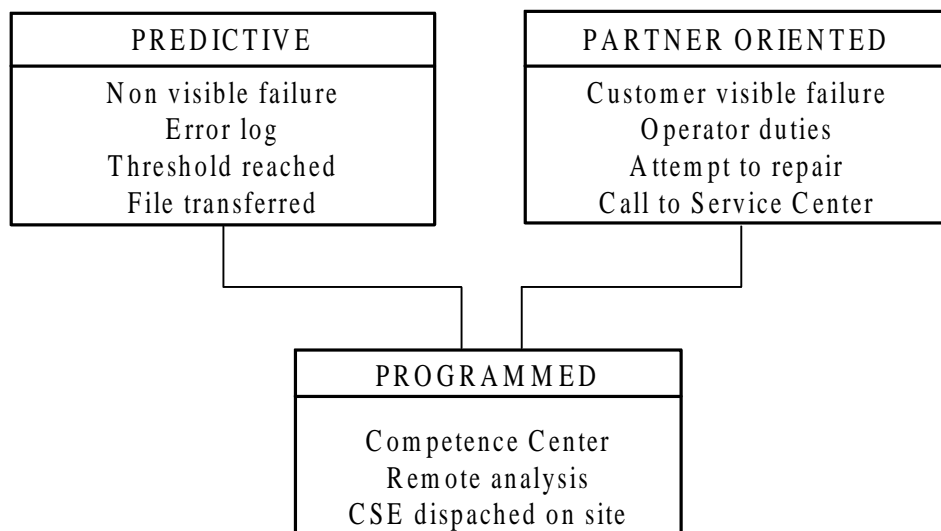 PREDICTIVE
Non visible failure
Error log
Threshold reached
File transferred
PARTNER ORIENTED
Customer visible failure
Operator duties
Attempt to repair
Call to Service Center
PROGRAMMED
Competence Center
Remote analysis
CSE dispached on site